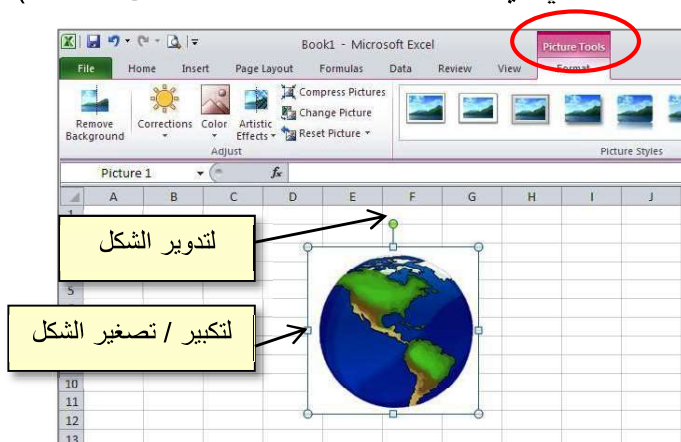 Book1 - Microsoft Excel
Picture Tools
File Home Insert Page Layout Formulas Data Review View Format
Remove Background
Corrections
Color
Artistic Effects
Compress Pictures
Change Picture
Reset Picture
Adjust
Picture Styles
Picture 1
fx
A B C D E F G H I J
1
لتدوير الشكل
5
لتكبير / تصغير الشكل
10
11
12
13